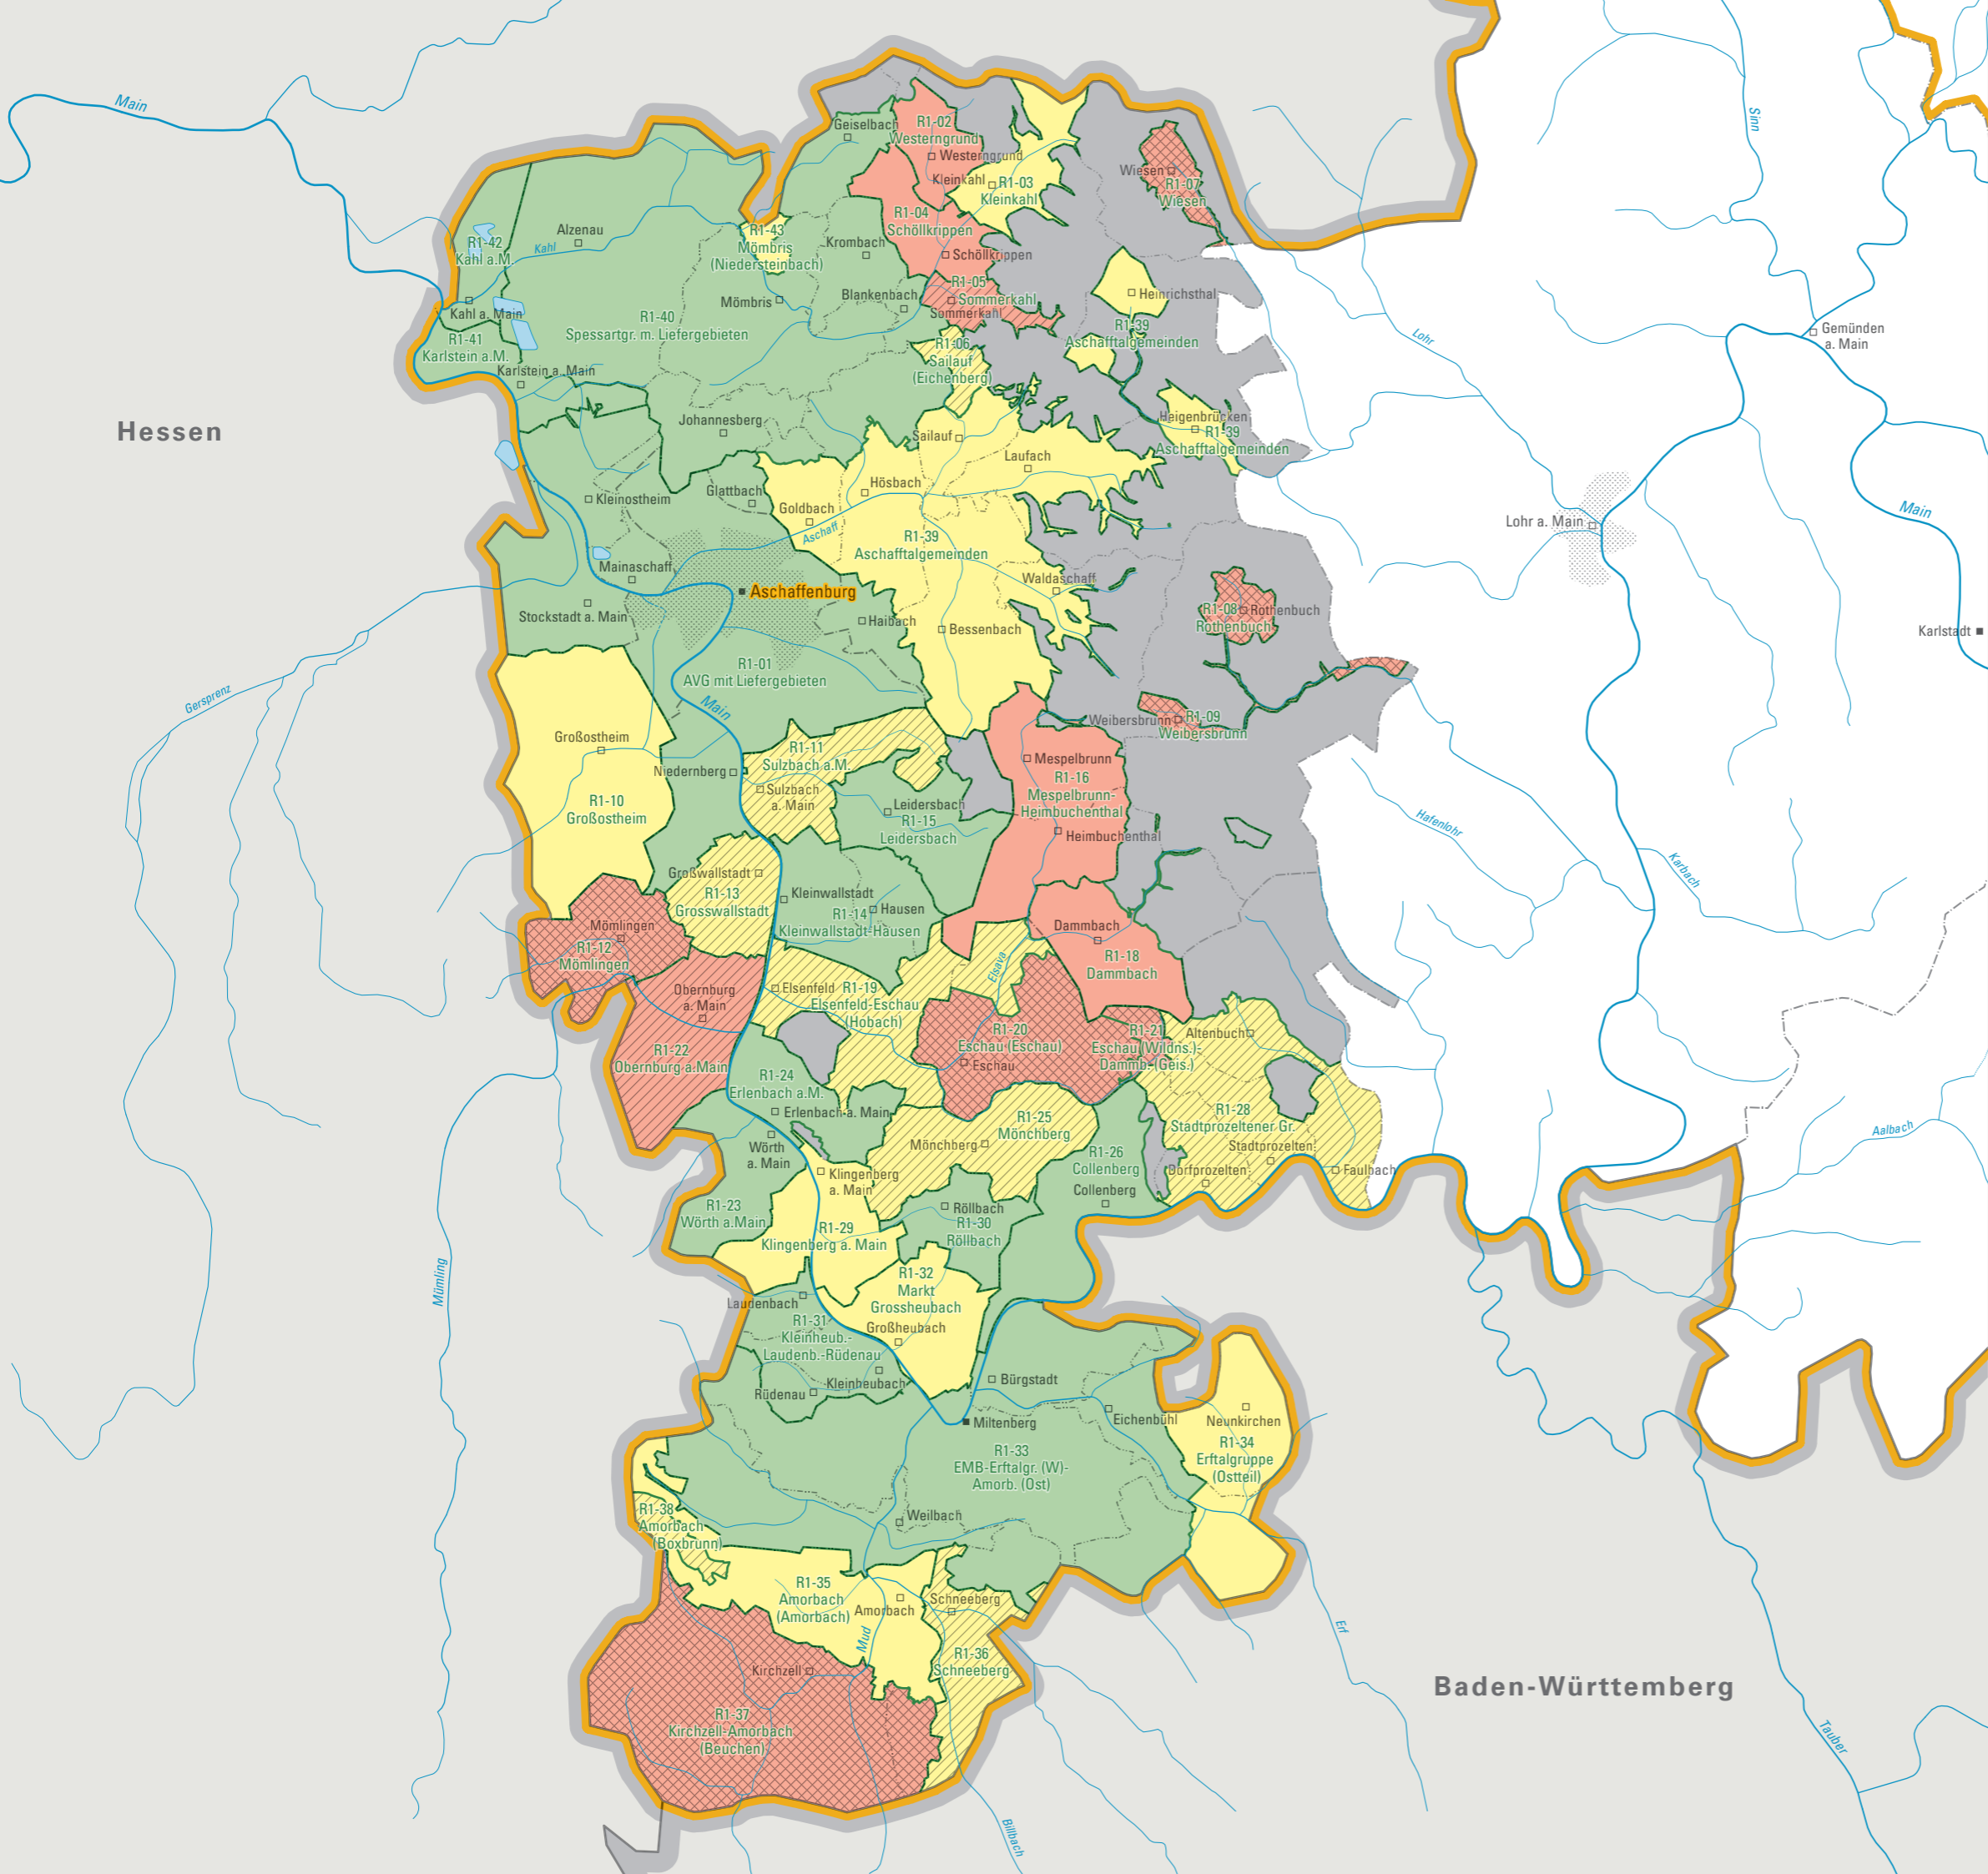 Main
Sinn
Geiselbach
R1-02
Westerngrund
Westerngrund
Kleinkahl
R1-03
Kleinkahl
Wiesen
R1-07
Wiesen
R1-42
Kahl a.M.
Alzenau
Kahl
R1-43
Mömbris
(Niedersteinbach)
Krombach
R1-04
Schöllkrippen
Schöllkrippen
R1-05
Sommerkahl
Sommerkahl
Heinrichsthal
Kahl a. Main
Mömbris
Blankenbach
R1-40
Spessartgr. m. Liefergebieten
R1-39
Aschafftalgemeinden
Lohr
Gemünden
a. Main
R1-41
Karlstein a.M.
R1-06
Sailauf
(Eichenberg)
Karlstein a. Main
Hessen
Johannesberg
Sailauf
Heigenbrücken
R1-39
Aschafftalgemeinden
Laufach
Glattbach
Hösbach
Kleinostheim
Goldbach
Aschaff
Main
Lohr a. Main
R1-39
Aschafftalgemeinden
Mainaschaff
Waldaschaff
Aschaffenburg
Stockstadt a. Main
Haibach
Bessenbach
R1-08
Rothenbuch
Rothenbuch
Karlstadt
R1-01
AVG mit Liefergebieten
Gersprenz
Main
Weibersbrunn
R1-09
Weibersbrunn
Großostheim
R1-11
Sulzbach a.M.
Mespelbrunn
Niedernberg
Sulzbach
a. Main
R1-16
Mespelbrunn-
Heimbuchenthal
R1-10
Großostheim
Leidersbach
R1-15
Leidersbach
Heimbuchenthal
Hafenlohr
Karbach
Großwallstadt
R1-13
Grosswallstadt
Kleinwallstadt
Hausen
R1-14
Kleinwallstadt-Hausen
Mömlingen
R1-12
Mömlingen
Dammbach
R1-18
Dammbach
Elsava
Obernburg
a. Main
Elsenfeld
R1-19
Elsenfeld-Eschau
(Hobach)
R1-20
Eschau (Eschau)
Eschau
R1-21
Eschau (Wildns.)-
Dammb. (Geis.)
Altenbuch
R1-22
Obernburg a.Main
R1-24
Erlenbach a.M.
Erlenbach a. Main
R1-25
Mönchberg
Mönchberg
R1-28
Stadtprozeltener Gr.
Stadtprozelten
Aalbach
Wörth
a. Main
R1-26
Collenberg
Collenberg
Dorfprozelten
Faulbach
Klingenberg
a. Main
R1-23
Wörth a.Main
Röllbach
R1-30
Röllbach
R1-29
Klingenberg a. Main
Mümling
R1-32
Markt
Grossheubach
Laudenbach
R1-31
Kleinheub.-
Laudenb.-Rüdenau
Großheubach
Kleinheubach
Rüdenau
Bürgstadt
Miltenberg
Eichenbühl
Neunkirchen
R1-34
Erftalgruppe
(Ostteil)
R1-33
EMB-Erftalgr. (W)-
Amorb. (Ost)
R1-38
Amorbach
(Boxbrunn)
Weilbach
R1-35
Amorbach
(Amorbach)
Amorbach
Schneeberg
Mud
Erf
R1-36
Schneeberg
Kirchzell
Baden-Württemberg
R1-37
Kirchzell-Amorbach
(Beuchen)
Tauber
Billbach